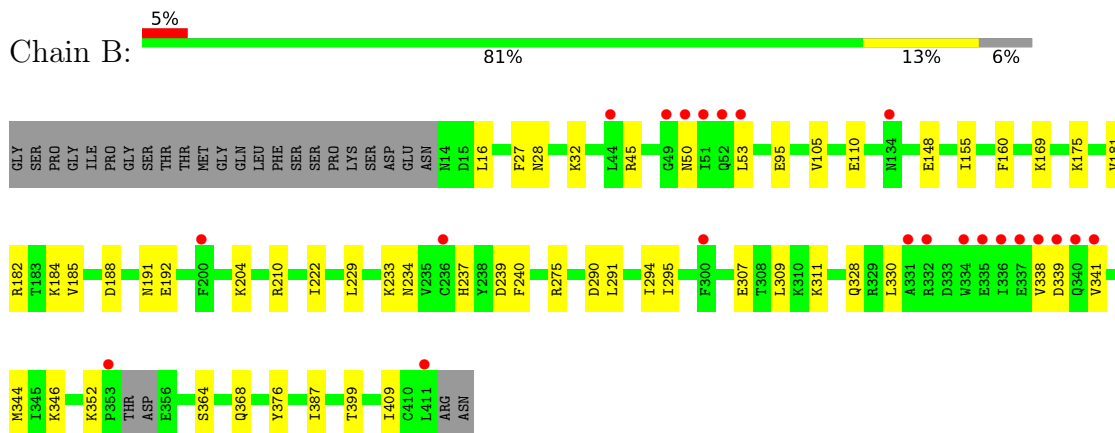 5%
Chain B:
81% 13% 6%
GLY SER PRO GLY ILE PRO GLY SER THR THR MET GLY GLN LEU PHE SER SER PRO LYS SER ASP GLU ASN N14 D15 L16 F27 N28 K32 L44 R45 G49 N50 I51 Q52 L53 E95 V105 E110 N134 E148 I155 F160 K169 K175 V181
R182 T183 K184 V185 D188 N191 E192 F200 K204 R210 I222 L229 K233 N234 V235 C236 H237 Y238 D239 F240 R275 D290 L291 I294 I295 F300 E307 T308 L309 K310 K311 Q328 R329 L330 A331 R332 D333 W334 E335 I336 E337 V338 D339 Q340 V341
M344 I345 K346 K352 P353 THR ASP E356 S364 Q368 Y376 I387 T399 I409 C410 L411 ARG ASN